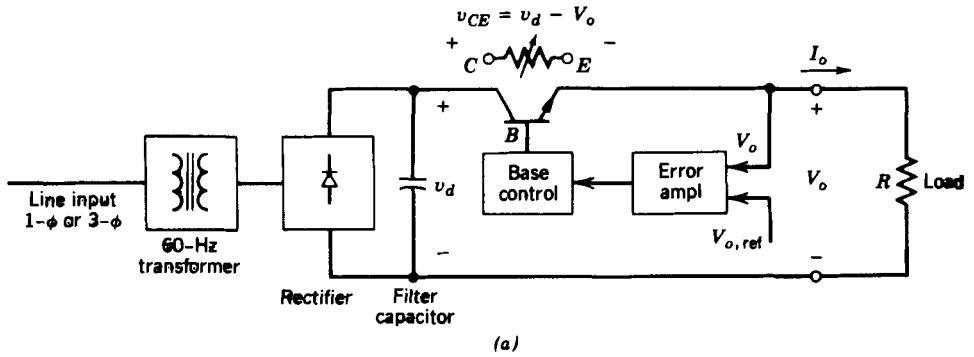 v_CE = v_d − V_o
+
−
C
E
I_o
+
B
+
Base
control
Error
ampl
V_o
V_o
R
Load
v_d
Line input
1-ϕ or 3-ϕ
60-Hz
transformer
V_o, ref
−
−
Rectifier
Filter
capacitor
(a)